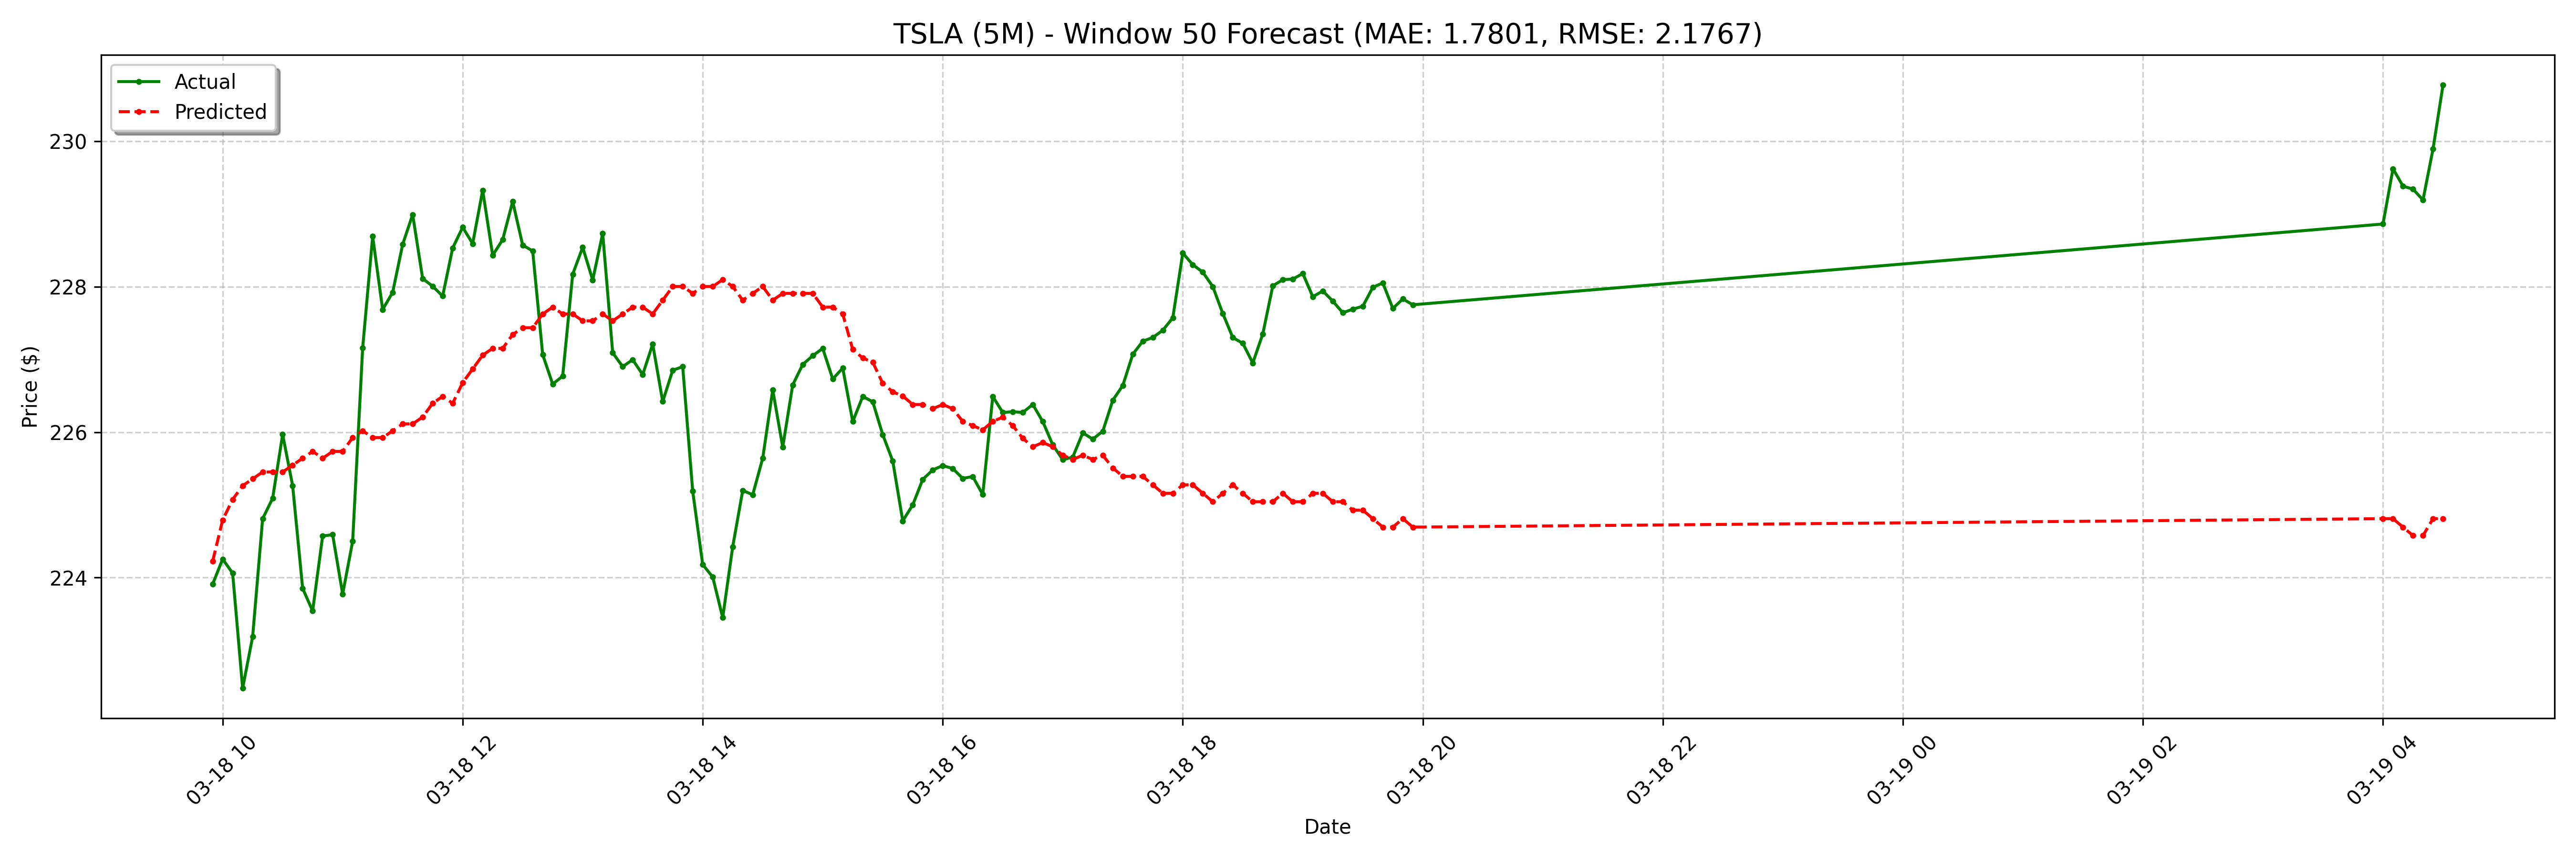 TSLA (5M) - Window 50 Forecast (MAE: 1.7801, RMSE: 2.1767)
Actual
Predicted
Price ($)
230
228
226
224
03-18 10
03-18 12
03-18 14
03-18 16
03-18 18
03-18 20
03-18 22
03-19 00
03-19 02
03-19 04
Date